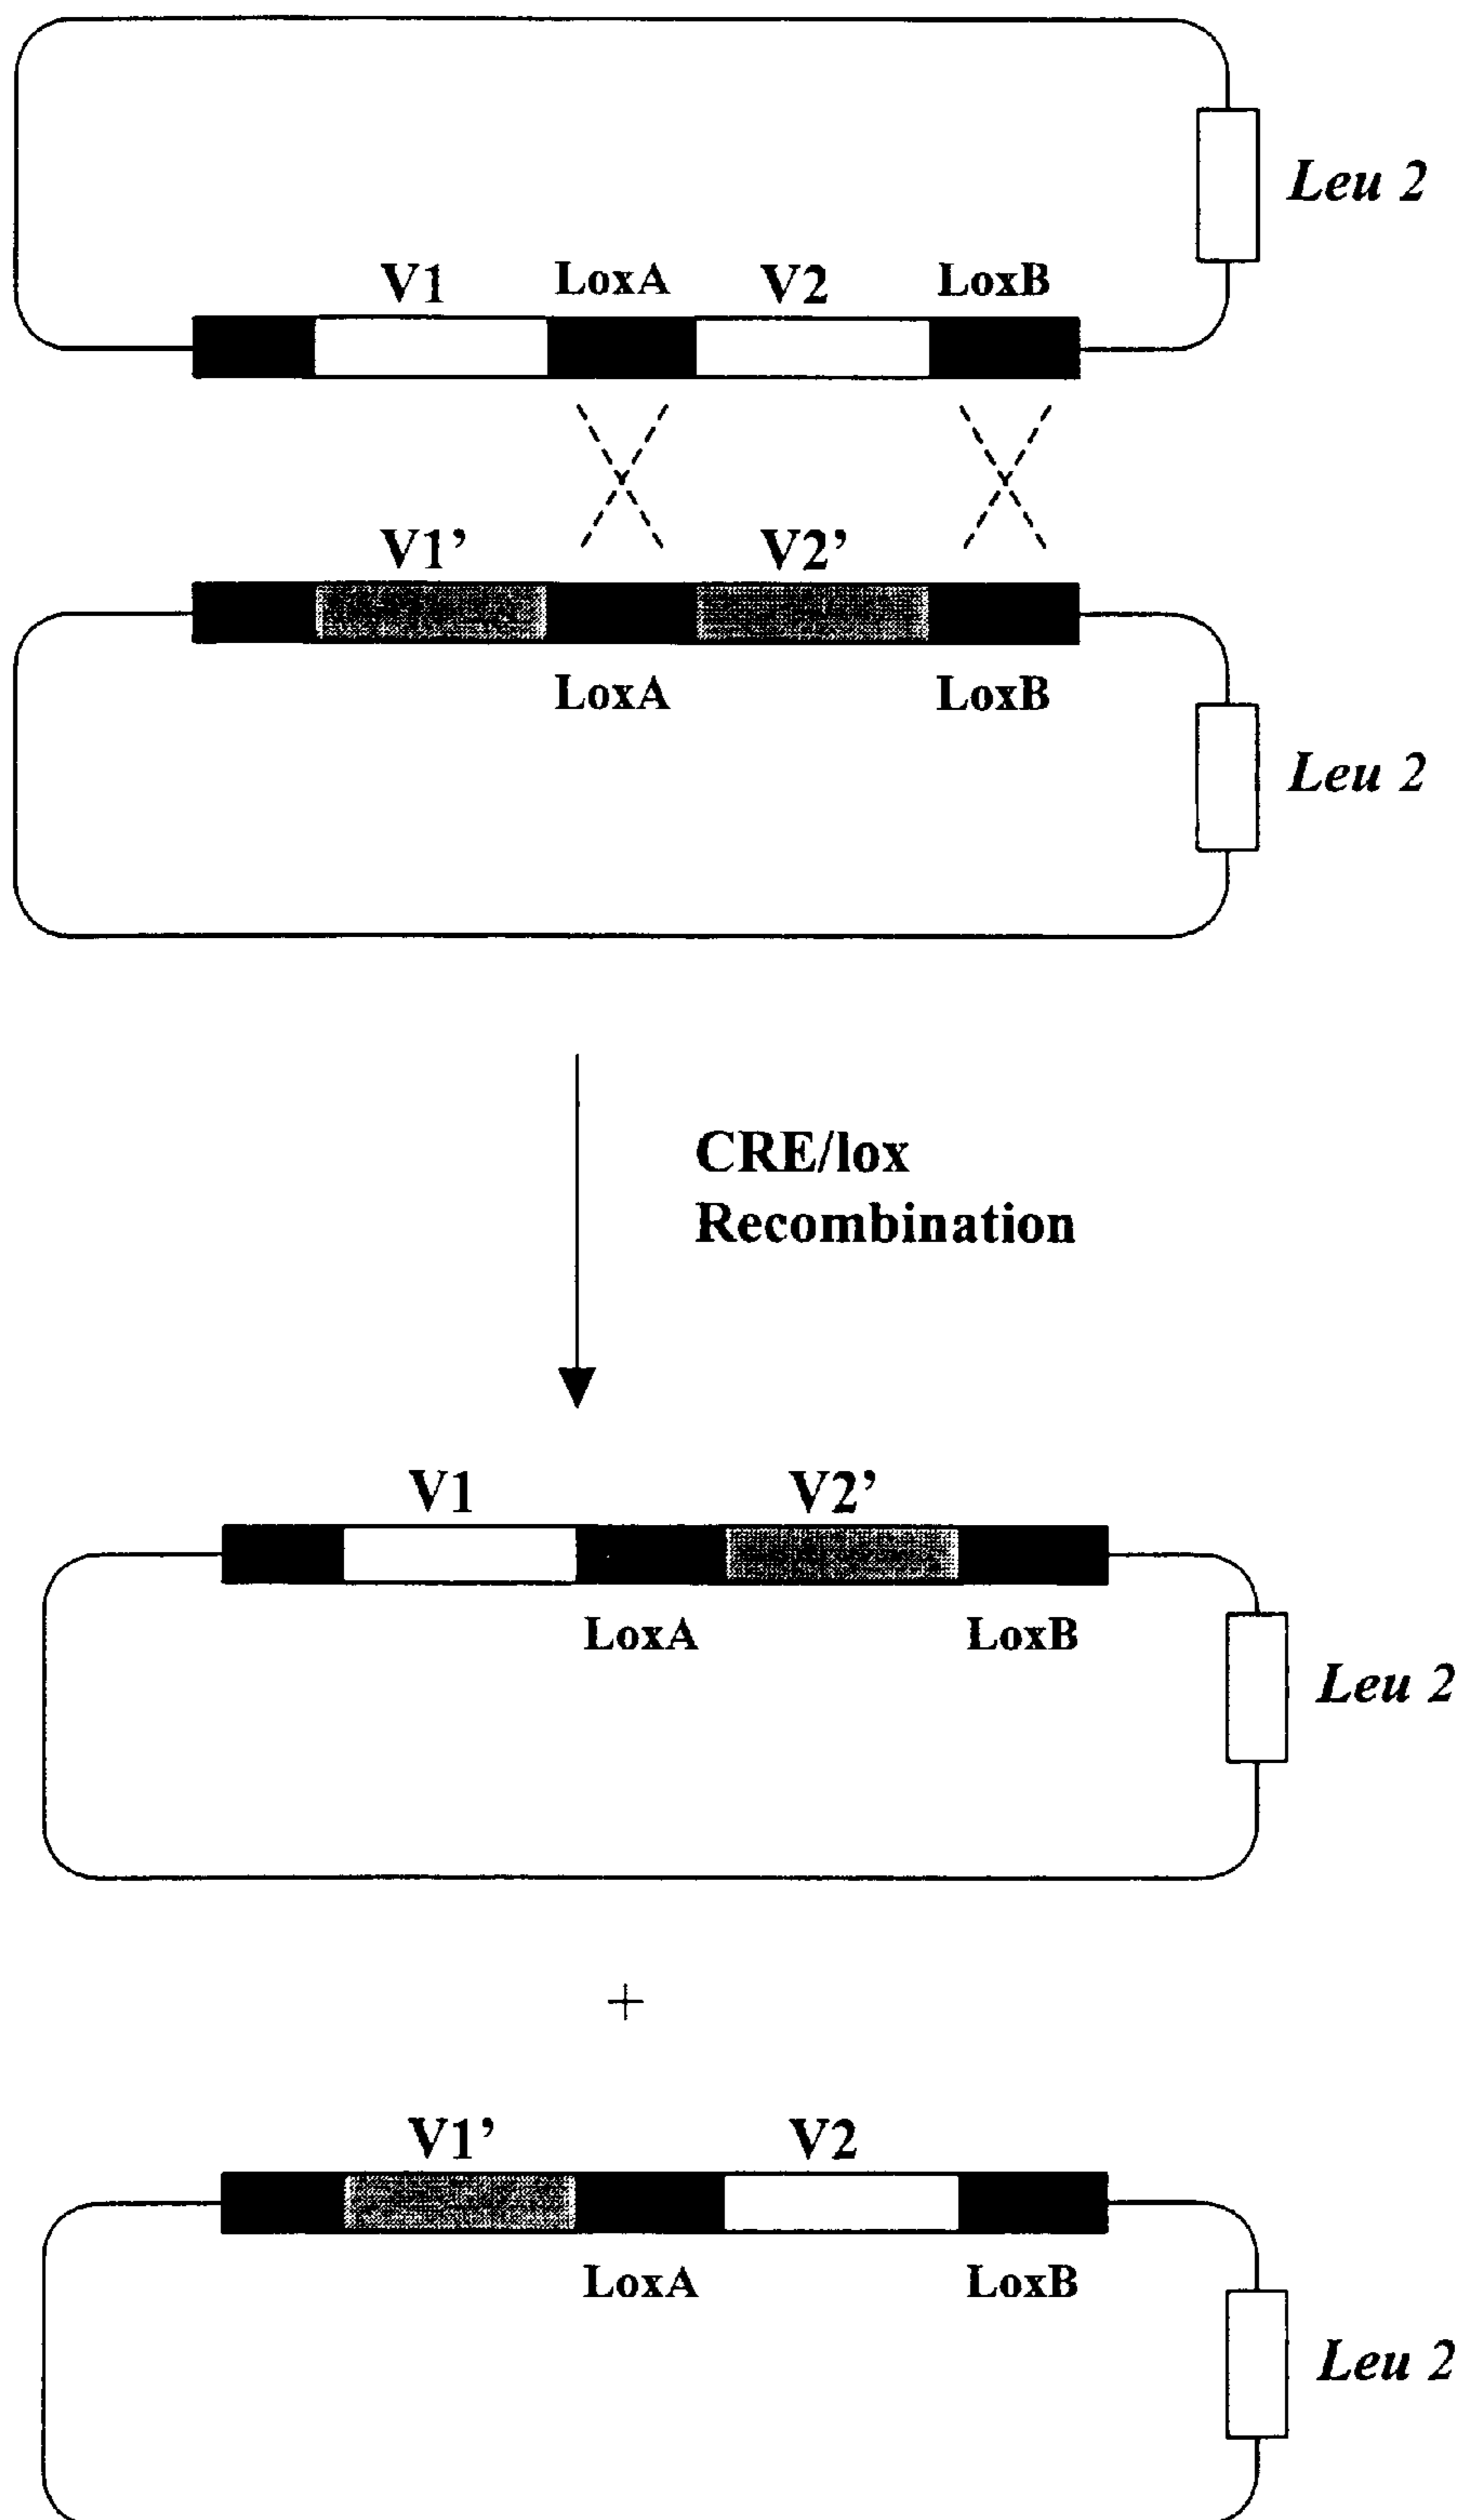 Leu 2
V1 LoxA V2 LoxB
V1’ V2’
LoxA LoxB
Leu 2
CRE/lox
Recombination
V1 V2’
LoxA LoxB
Leu 2
+
V1’ V2
LoxA LoxB
Leu 2